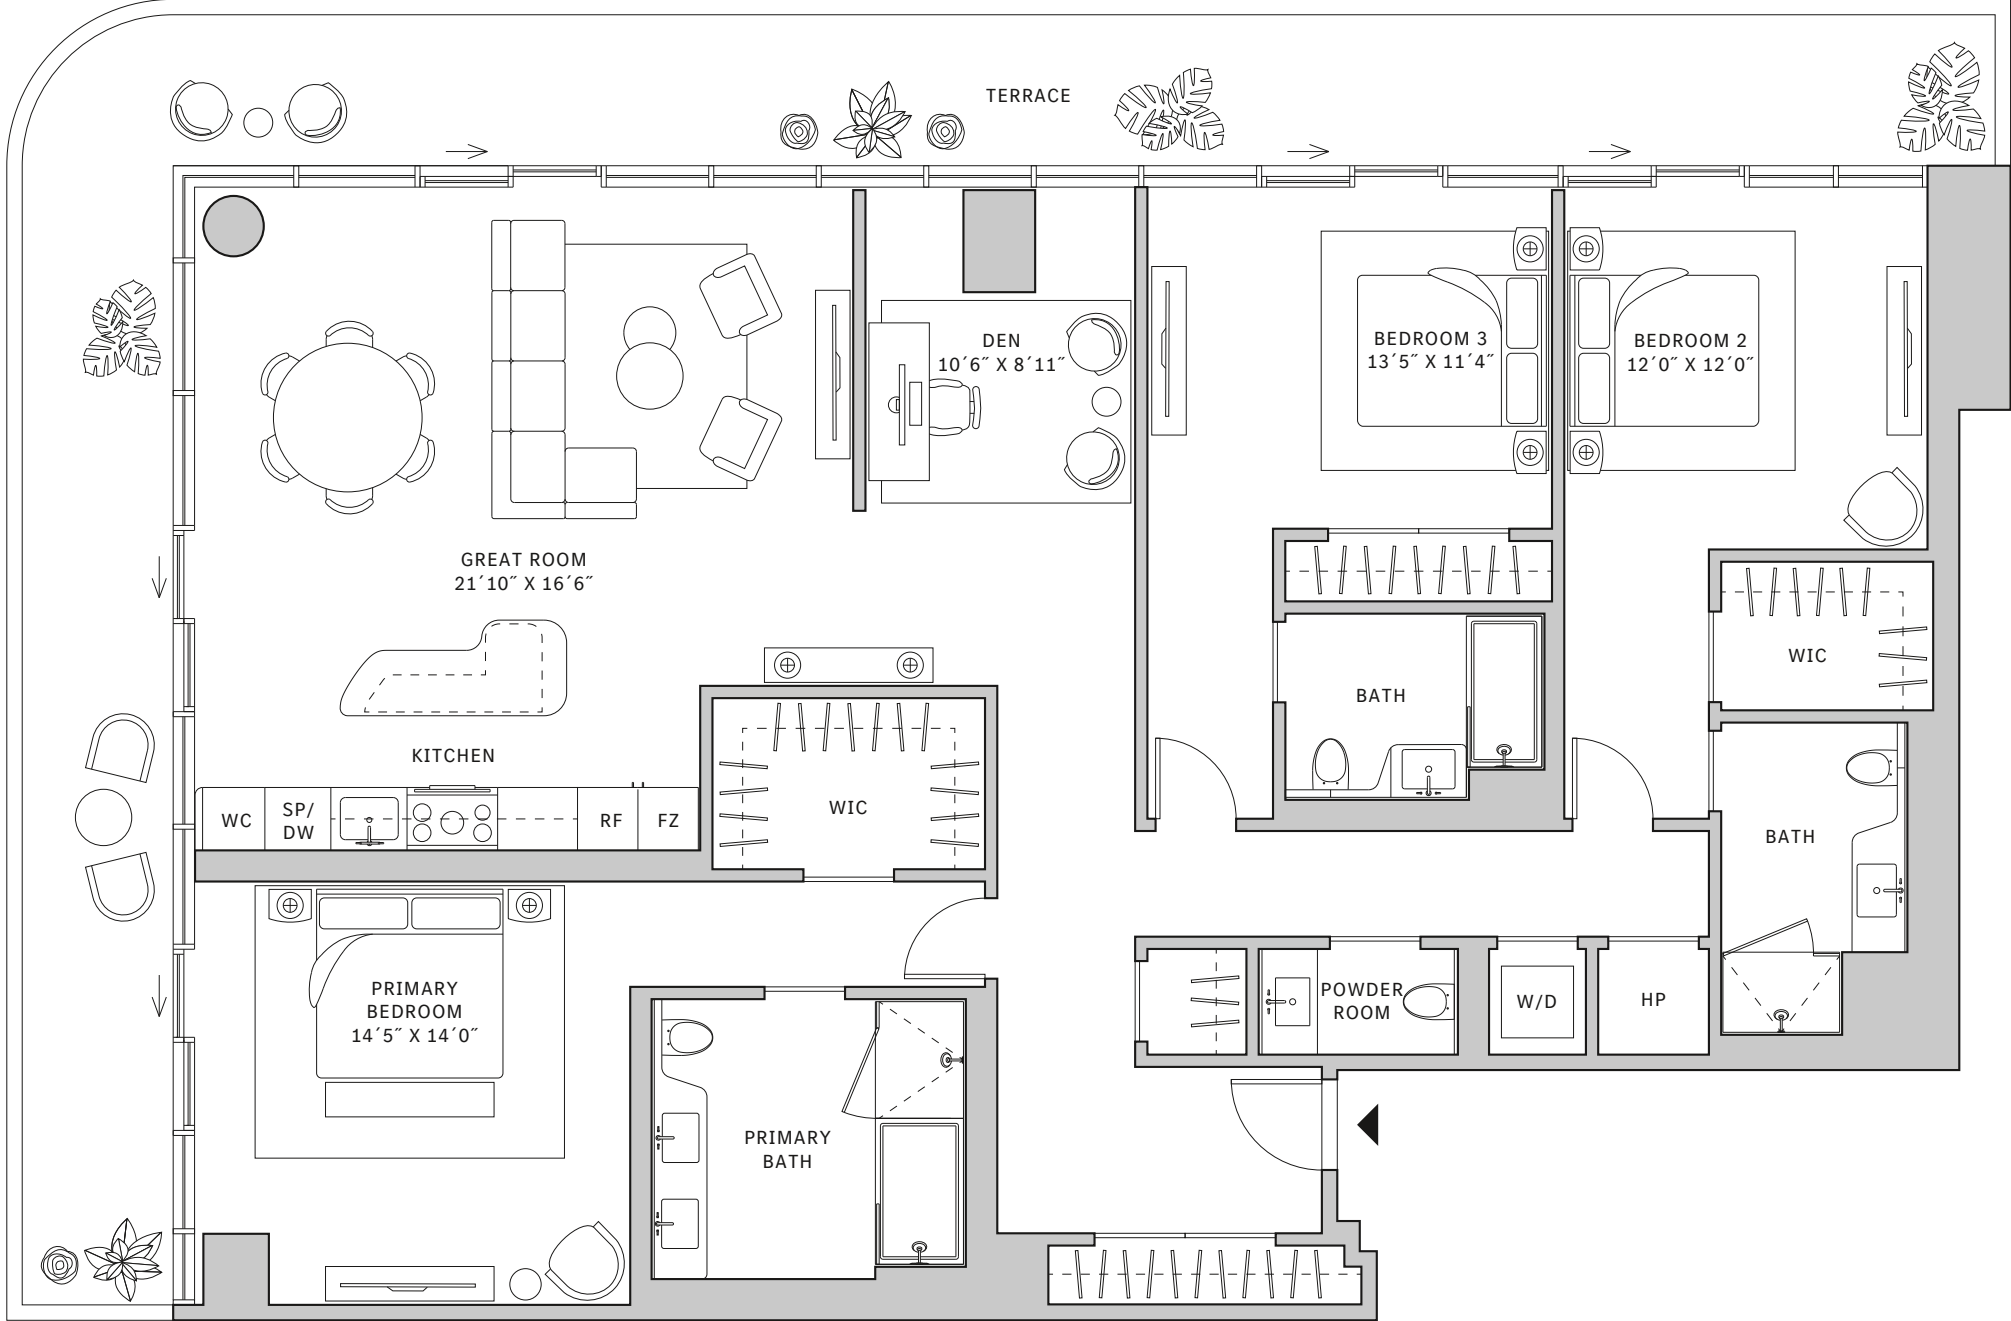 TERRACE
DEN
10´6˝ X 8´11˝
BEDROOM 3
13´5˝ X 11´4˝
BEDROOM 2
12´0˝ X 12´0˝
GREAT ROOM
21´10˝ X 16´6˝
WIC
BATH
KITCHEN
WC
SP/
DW
RF
FZ
WIC
BATH
PRIMARY
BEDROOM
14´5˝ X 14´0˝
POWDER
ROOM
W/D
HP
PRIMARY
BATH